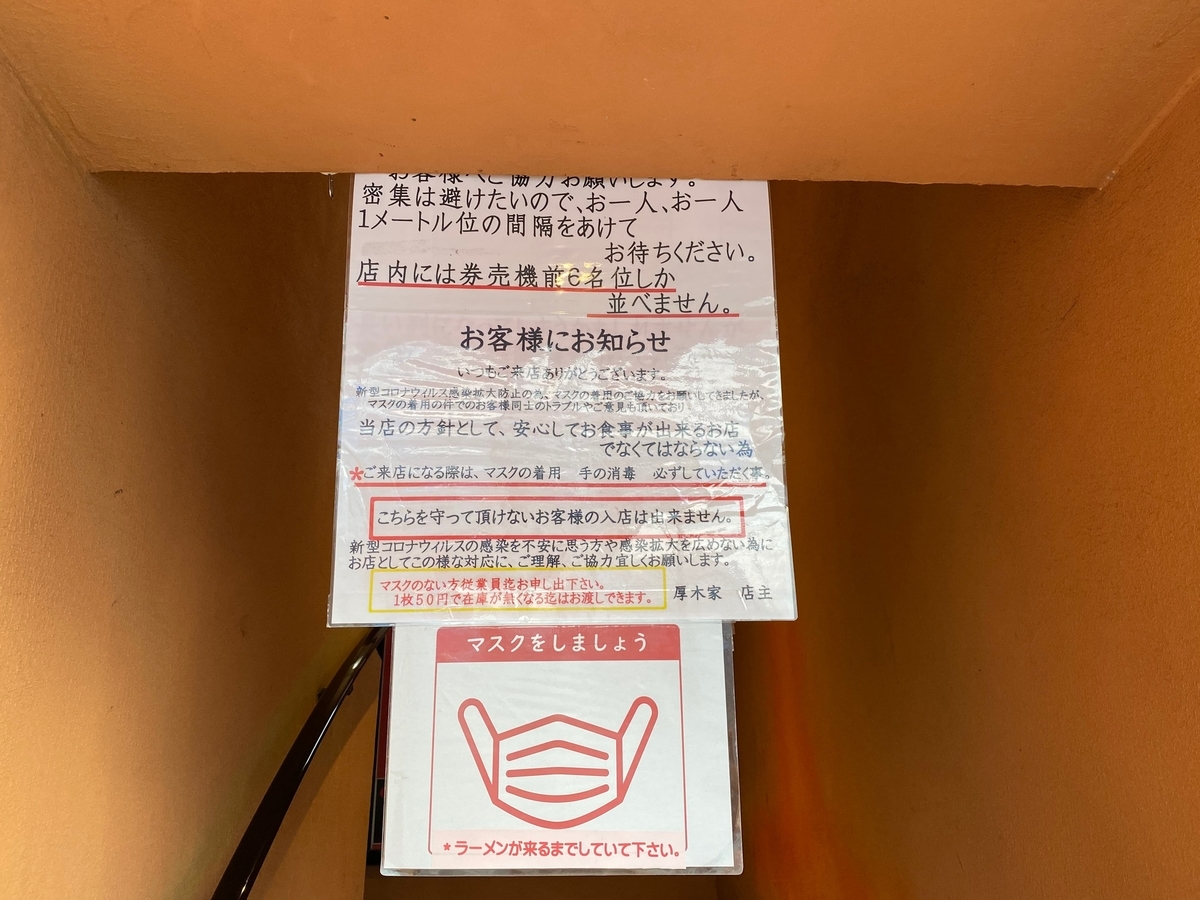 お客様へご協力お願いします。
密集は避けたいので、お一人、お一人
1メートル位の間隔をあけて
お待ちください。
店内には券売機前6名位しか
並べません。
お客様にお知らせ
いつもご来店ありがとうございます。
新型コロナウィルス感染拡大防止の為、マスクの着用のご協力をお願いしてきましたが、
マスクの着用の件でのお客様同士のトラブルやご意見も頂いており
当店の方針として、安心してお食事が出来るお店
でなくてはならない為
*ご来店になる際は、マスクの着用　手の消毒　必ずしていただく事。
こちらを守って頂けないお客様の入店は出来ません。
新型コロナウィルスの感染を不安に思う方や感染拡大を広めない為に
お店としてこの様な対応に、ご理解、ご協力宜しくお願いします。
マスクのない方従業員迄お申し出下さい。
1枚50円で在庫が無くなる迄はお渡しできます。
厚木家　店主
マスクをしましょう
*ラーメンが来るまでしていて下さい。